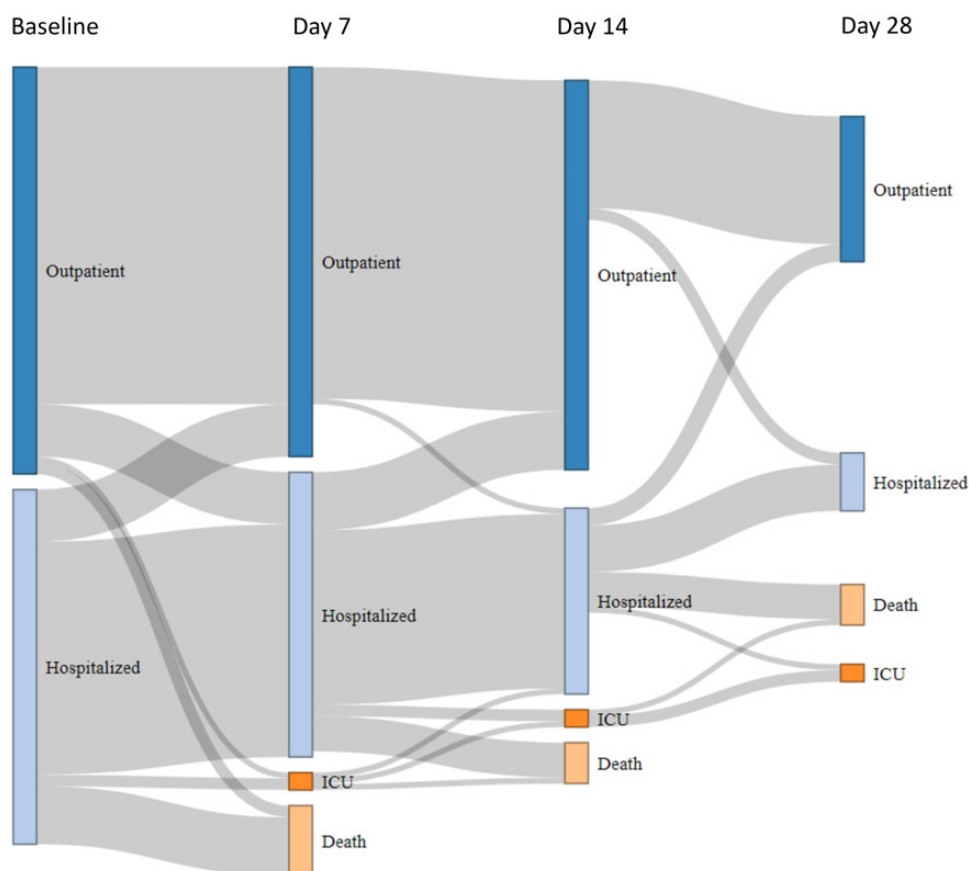 Baseline
Day 7
Day 14
Day 28
Outpatient
Hospitalized
Outpatient
Hospitalized
ICU
Death
Outpatient
Hospitalized
ICU
Death
Outpatient
Hospitalized
Death
ICU